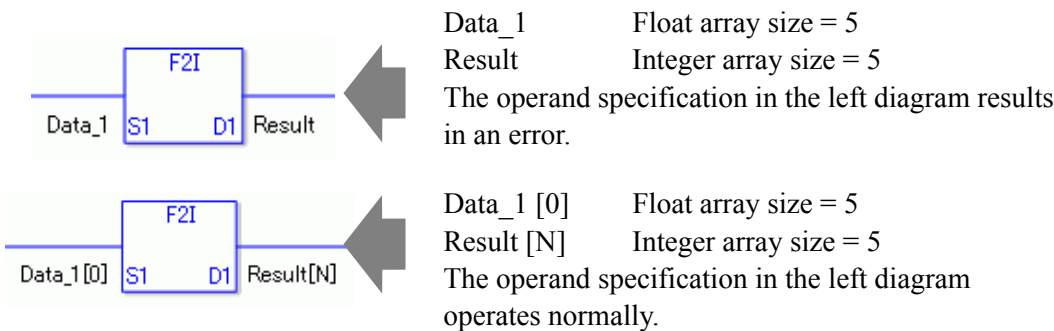 F2I
Data_1 S1 D1 Result
Data_1 Float array size = 5
Result Integer array size = 5
The operand specification in the left diagram results
in an error.
F2I
Data_1[0] S1 D1 Result[N]
Data_1 [0] Float array size = 5
Result [N] Integer array size = 5
The operand specification in the left diagram
operates normally.